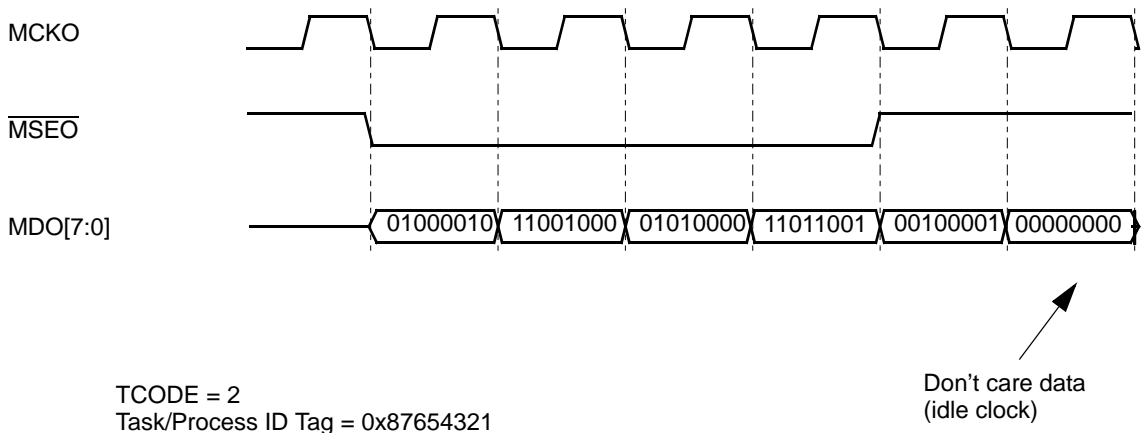 MCKO
MSEO
MDO[7:0]
01000010 11001000 01010000 11011001 00100001 00000000
Don't care data
(idle clock)
TCODE = 2
Task/Process ID Tag = 0x87654321